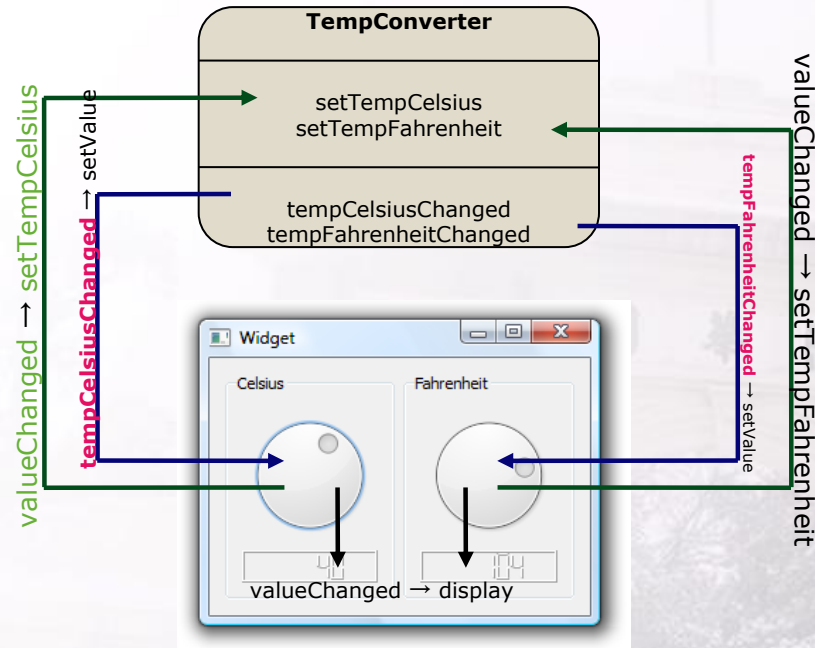 TempConverter
setTempCelsius
setTempFahrenheit
tempCelsiusChanged
tempFahrenheitChanged
valueChanged → setTempCelsius
tempCelsiusChanged → setValue
tempFahrenheitChanged → setValue
valueChanged → setTempFahrenheit
Widget
Celsius
Fahrenheit
40
104
valueChanged → display